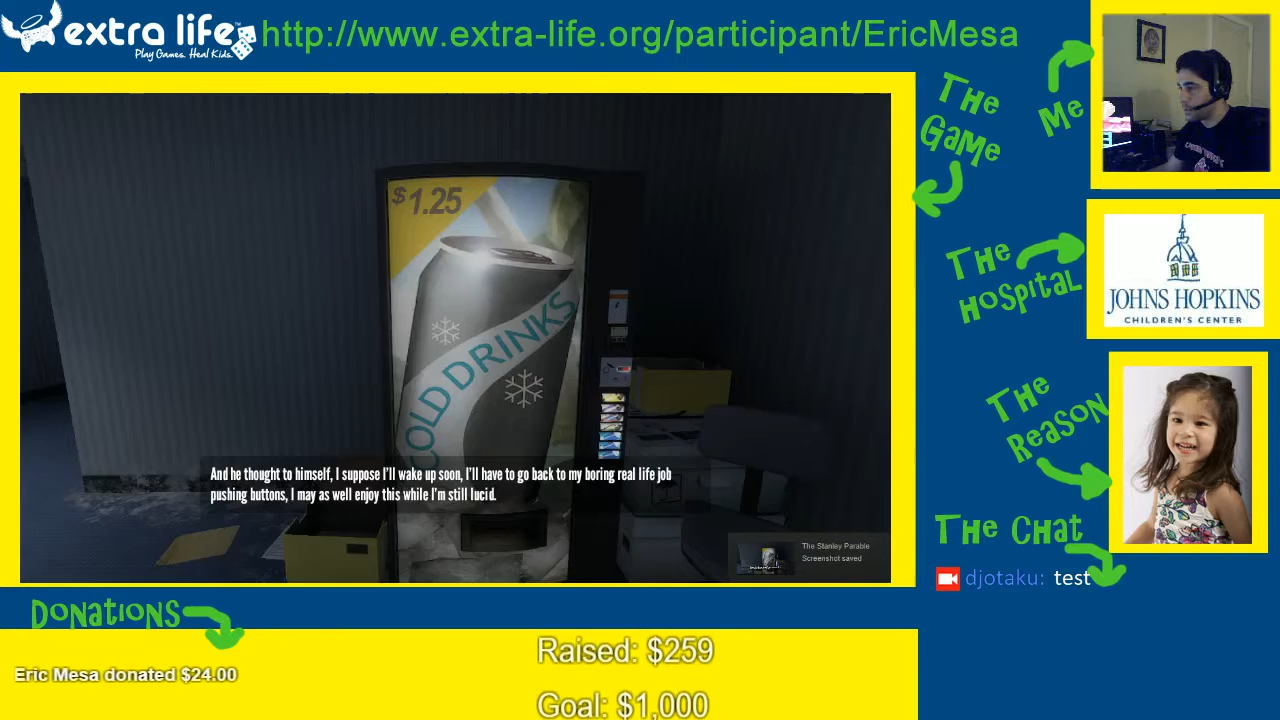 extra life
Play Games. Heal Kids.
http://www.extra-life.org/participant/EricMesa
THE GAME
Me
$1.25
COLD DRINKS
And he thought to himself, I suppose I'll wake up soon, I'll have to go back to my boring real life job
pushing buttons, I may as well enjoy this while I'm still lucid.
The Stanley Parable
Screenshot saved
THE HOSPITAL
JOHNS HOPKINS
CHILDREN'S CENTER
THE REASON
THE CHAT
djotaku: test
DONATIONS
Eric Mesa donated $24.00
Raised: $259
Goal: $1,000